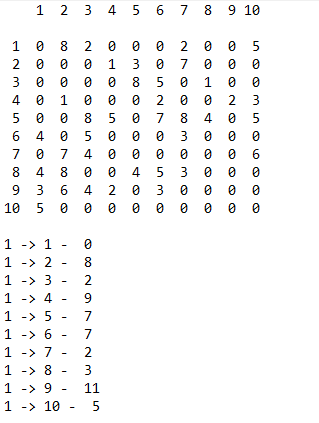 1 2 3 4 5 6 7 8 9 10
1 0 8 2 0 0 0 2 0 0 5
2 0 0 0 1 3 0 7 0 0 0
3 0 0 0 0 8 5 0 1 0 0
4 0 1 0 0 0 2 0 0 2 3
5 0 0 8 5 0 7 8 4 0 5
6 4 0 5 0 0 0 3 0 0 0
7 0 7 4 0 0 0 0 0 0 6
8 4 8 0 0 4 5 3 0 0 0
9 3 6 4 2 0 3 0 0 0 0
10 5 0 0 0 0 0 0 0 0 0
1 -> 1 - 0
1 -> 2 - 8
1 -> 3 - 2
1 -> 4 - 9
1 -> 5 - 7
1 -> 6 - 7
1 -> 7 - 2
1 -> 8 - 3
1 -> 9 - 11
1 -> 10 - 5